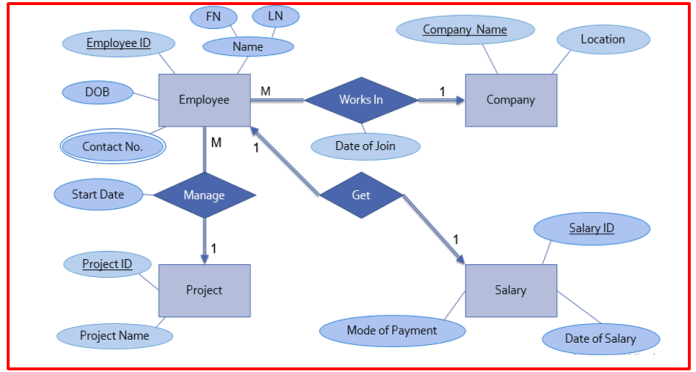 FN
LN
Employee ID
Name
Company Name
Location
DOB
Employee
M
Works In
1
Company
Contact No.
M
1
Date of Join
Start Date
Manage
Get
Salary ID
1
1
Project ID
Project
Salary
Project Name
Mode of Payment
Date of Salary